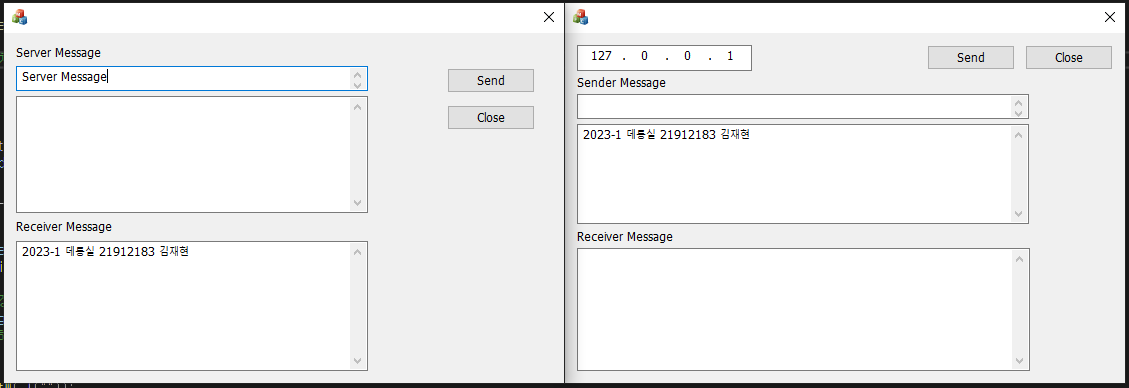 Server Message
Server Message
Send
Close
Receiver Message
2023-1 데통실 21912183 김재현
127 . 0 . 0 . 1
Send
Close
Sender Message
2023-1 데통실 21912183 김재현
Receiver Message